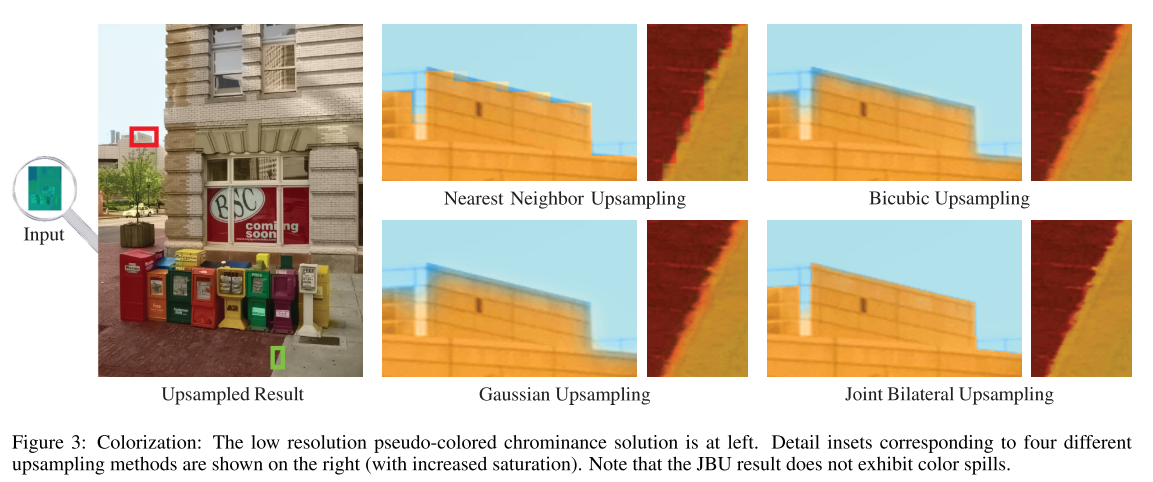 Input
BSC
coming
soon
Upsampled Result
Nearest Neighbor Upsampling
Bicubic Upsampling
Gaussian Upsampling
Joint Bilateral Upsampling
Figure 3: Colorization: The low resolution pseudo-colored chrominance solution is at left. Detail insets corresponding to four different
upsampling methods are shown on the right (with increased saturation). Note that the JBU result does not exhibit color spills.